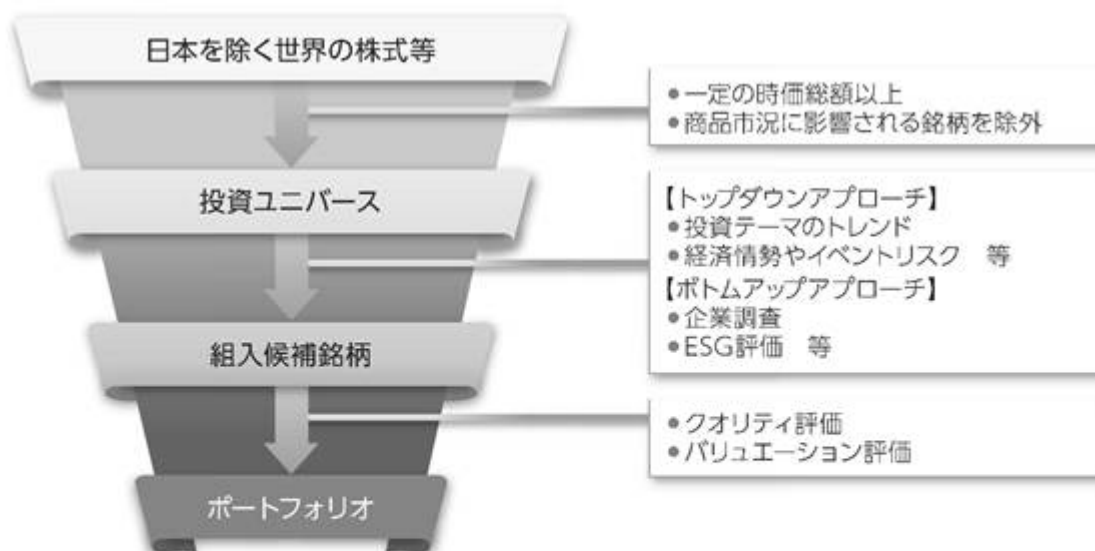 日本を除く世界の株式等
●一定の時価総額以上
●商品市況に影響される銘柄を除外
投資ユニバース
【トップダウンアプローチ】
●投資テーマのトレンド
●経済情勢やイベントリスク　等
【ボトムアップアプローチ】
●企業調査
●ESG評価　等
組入候補銘柄
●クオリティ評価
●バリュエーション評価
ポートフォリオ